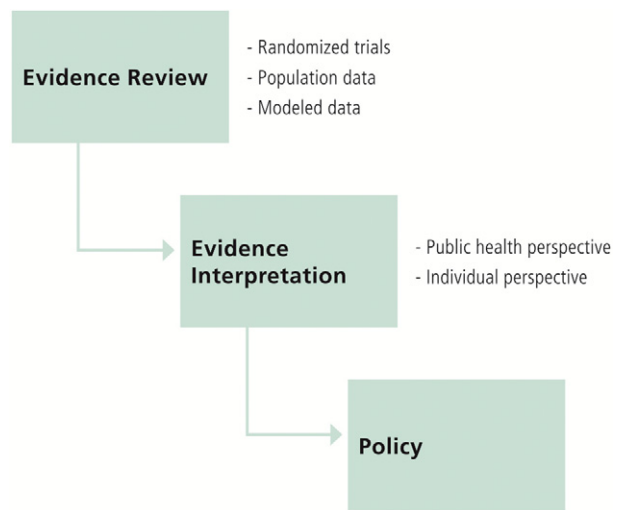 Evidence Review
- Randomized trials
- Population data
- Modeled data
Evidence
Interpretation
- Public health perspective
- Individual perspective
Policy